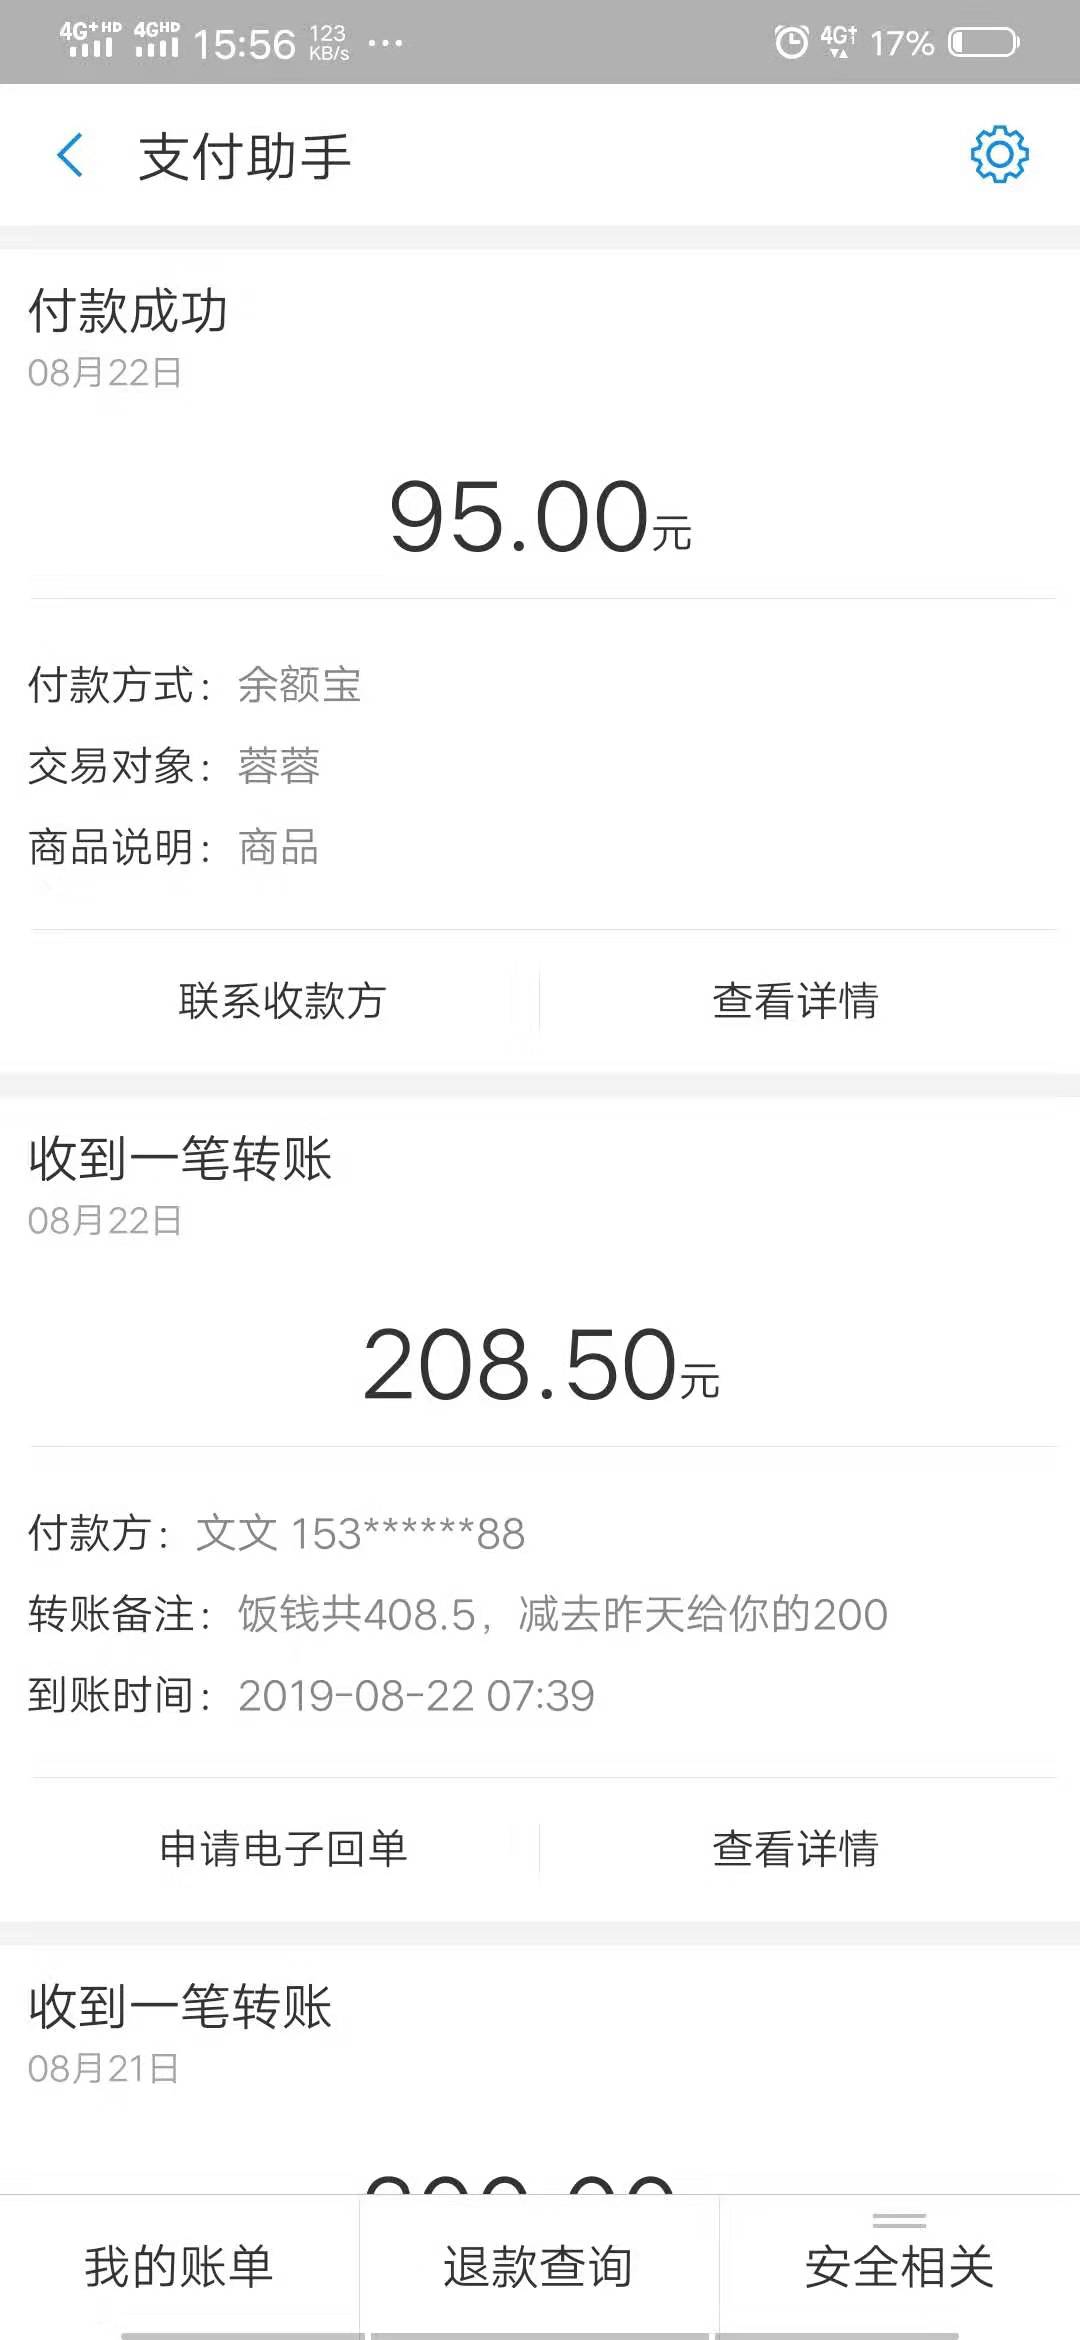 4G+HD 4GHD 15:56 123 KB/s ... 4G 17%
支付助手
付款成功
08月22日
95.00元
付款方式：余额宝
交易对象：蓉蓉
商品说明：商品
联系收款方 查看详情
收到一笔转账
08月22日
208.50元
付款方：文文 153******88
转账备注：饭钱共408.5，减去昨天给你的200
到账时间：2019-08-22 07:39
申请电子回单 查看详情
收到一笔转账
08月21日
我的账单 退款查询 安全相关